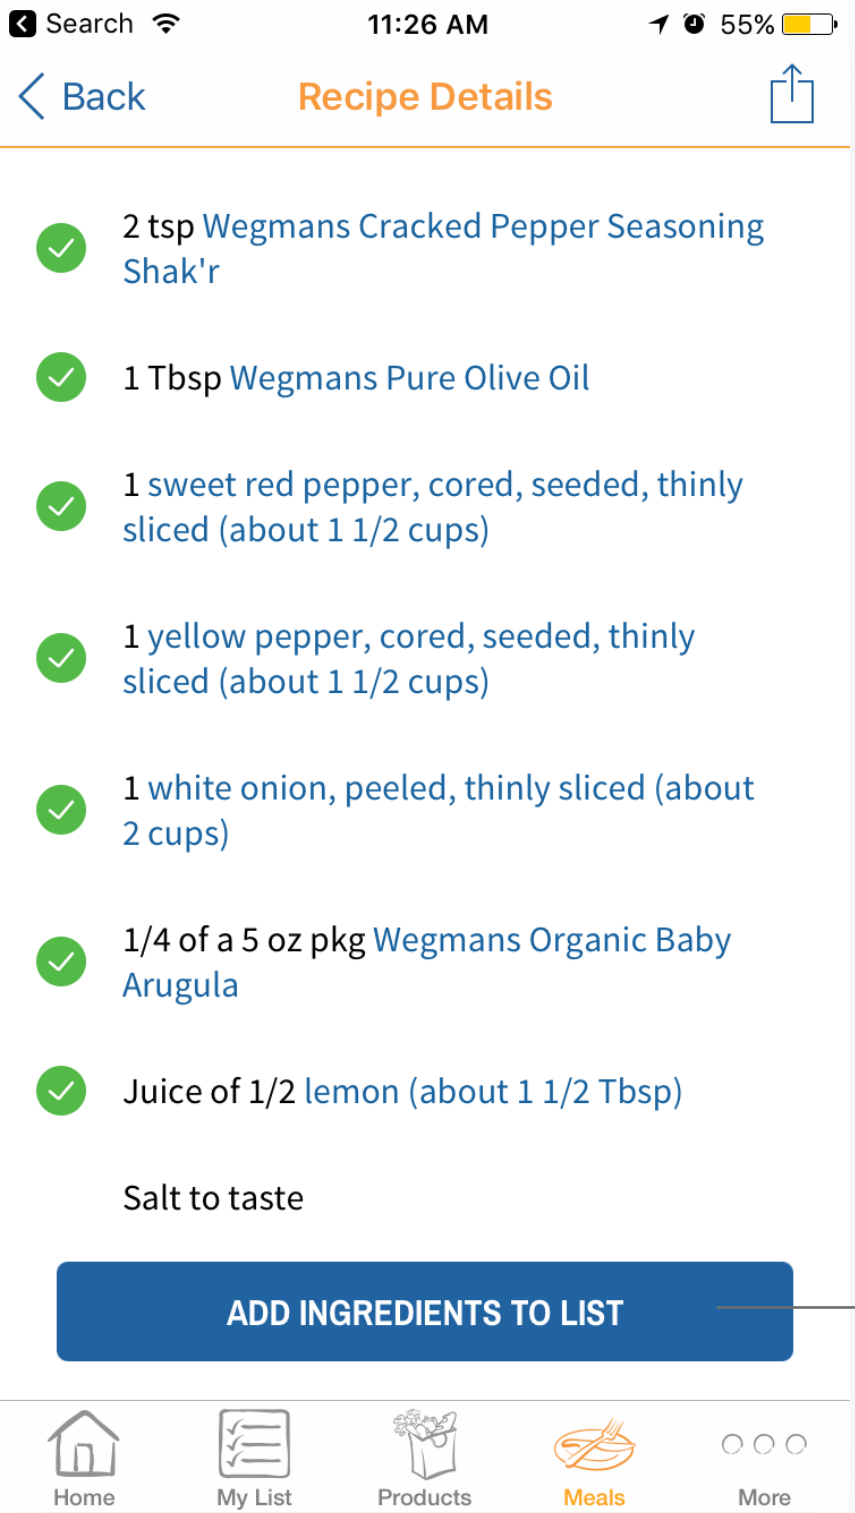 Search 11:26 AM 55%
Back Recipe Details
2 tsp Wegmans Cracked Pepper Seasoning
Shak'r
1 Tbsp Wegmans Pure Olive Oil
1 sweet red pepper, cored, seeded, thinly
sliced (about 1 1/2 cups)
1 yellow pepper, cored, seeded, thinly
sliced (about 1 1/2 cups)
1 white onion, peeled, thinly sliced (about
2 cups)
1/4 of a 5 oz pkg Wegmans Organic Baby
Arugula
Juice of 1/2 lemon (about 1 1/2 Tbsp)
Salt to taste
ADD INGREDIENTS TO LIST
Home My List Products Meals More